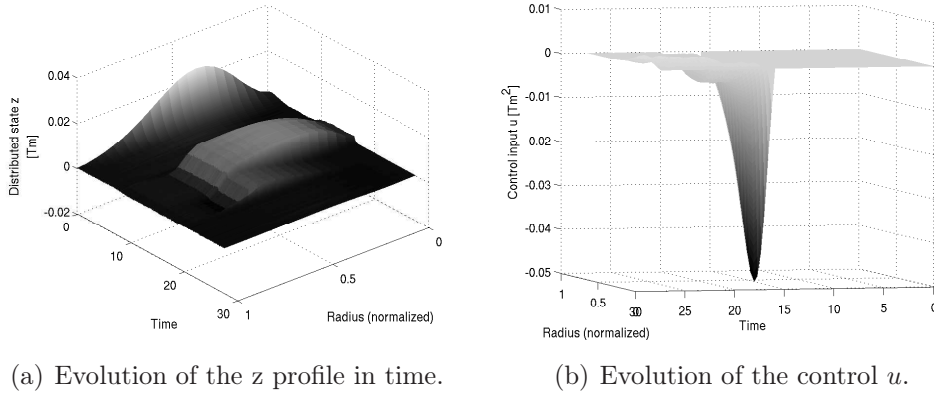 Distributed state z
[Tm]
0.04
0.02
0
-0.02
0
10
20
30
Time
1
0.5
0
Radius (normalized)
Control input u [Tm²]
0.01
0
-0.01
0.02
-0.03
-0.04
-0.05
1
0.5
30
25
20
15
10
5
Radius (normalized)
Time
(a) Evolution of the z profile in time.
(b) Evolution of the control u.